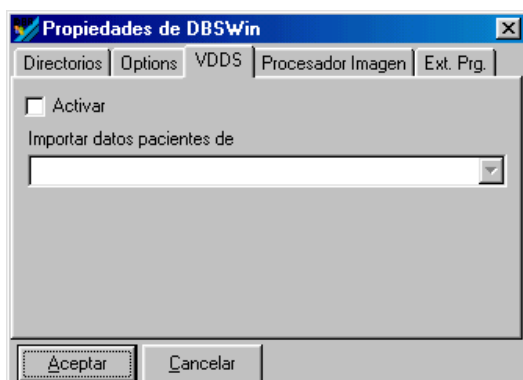 Propiedades de DBSWin
Directorios Options VDDS Procesador Imagen Ext. Prg.
Activar
Importar datos pacientes de
Aceptar Cancelar